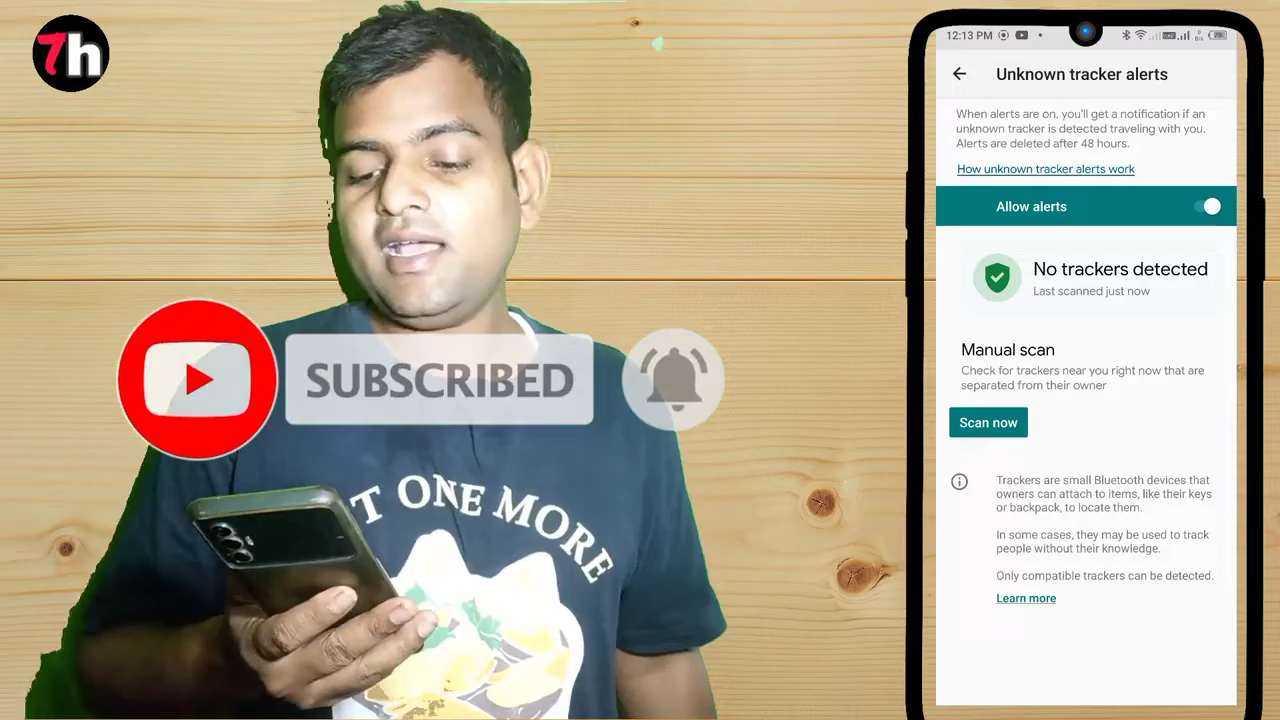 7h
SUBSCRIBED
T ONE MORE
12:13 PM
Unknown tracker alerts
When alerts are on, you'll get a notification if an
unknown tracker is detected traveling with you.
Alerts are deleted after 48 hours.
How unknown tracker alerts work
Allow alerts
No trackers detected
Last scanned just now
Manual scan
Check for trackers near you right now that are
separated from their owner
Scan now
Trackers are small Bluetooth devices that
owners can attach to items, like their keys
or backpack, to locate them.
In some cases, they may be used to track
people without their knowledge.
Only compatible trackers can be detected.
Learn more